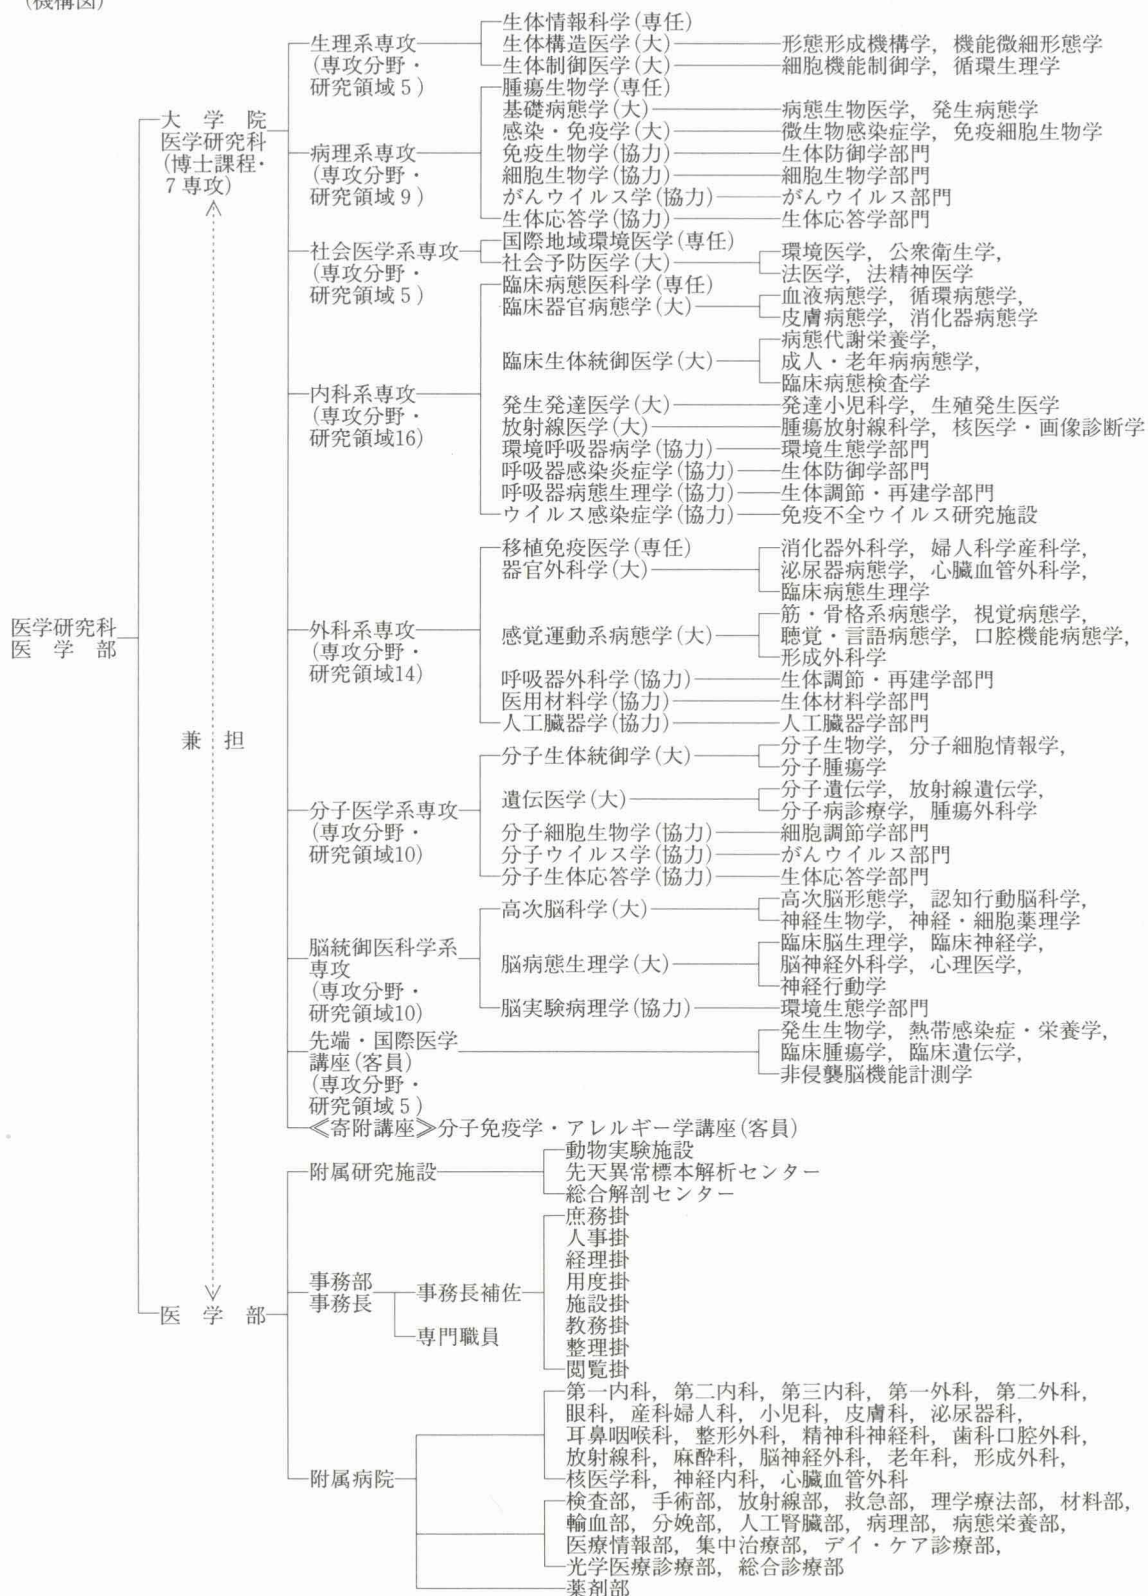 (機構図)
生体情報科学(専任)
生理系専攻 生体構造医学(大) 形態形成機構学，機能微細形態学
(専攻分野・ 生体制御医学(大) 細胞機能制御学，循環生理学
研究領域5) 腫瘍生物学(専任)
基礎病態学(大) 病態生物医学，発生病態学
大学院 感染・免疫学(大) 微生物感染症学，免疫細胞生物学
医学研究科 病理系専攻 免疫生物学(協力) 生体防御学部門
(博士課程・ (専攻分野・ 細胞生物学(協力) 細胞生物学部門
7専攻) 研究領域9) がんウイルス学(協力) がんウイルス部門
生体応答学(協力) 生体応答学部門
社会医学系専攻 国際地域環境医学(専任) 環境医学，公衆衛生学，
(専攻分野・ 社会予防医学(大) 法医学，法精神医学
研究領域5) 臨床病態医科学(専任) 血液病態学，循環病態学，
臨床器官病態学(大) 皮膚病態学，消化器病態学
病態代謝栄養学，
臨床生体統御医学(大) 成人・老年病病態学，
臨床病態検査学
内科系専攻 発生発達医学(大) 発達小児科学，生殖発生医学
(専攻分野・ 放射線医学(大) 腫瘍放射線科学，核医学・画像診断学
研究領域16) 環境呼吸器病学(協力) 環境生態学部門
呼吸器感染炎症学(協力) 生体防御学部門
呼吸器病態生理学(協力) 生体調節・再建学部門
ウイルス感染症学(協力) 免疫不全ウイルス研究施設
移植免疫医学(専任) 消化器外科学，婦人科学産科学，
器官外科学(大) 泌尿器病態学，心臓血管外科学，
臨床病態生理学
医学研究科 外科系専攻 筋・骨格系病態学，視覚病態学，
医学部 (専攻分野・ 感覚運動系病態学(大) 聴覚・言語病態学，口腔機能病態学，
研究領域14) 形成外科学
呼吸器外科学(協力) 生体調節・再建学部門
医用材料学(協力) 生体材料学部門
人工臓器学(協力) 人工臓器学部門
兼担
分子生体統御学(大) 分子生物学，分子細胞情報学，
分子腫瘍学
分子医学系専攻 遺伝医学(大) 分子遺伝学，放射線遺伝学，
(専攻分野・ 分子病診療学，腫瘍外科学
研究領域10) 分子細胞生物学(協力) 細胞調節学部門
分子ウイルス学(協力) がんウイルス部門
分子生体応答学(協力) 生体応答学部門
高次脳科学(大) 高次脳形態学，認知行動脳科学，
神経生物学，神経・細胞薬理学
脳統御医科学系 臨床脳生理学，臨床神経学，
専攻 脳病態生理学(大) 脳神経外科学，心理医学，
(専攻分野・ 神経行動学
研究領域10) 脳実験病理学(協力) 環境生態学部門
先端・国際医学 発生生物学，熱帯感染症・栄養学，
講座(客員) 臨床腫瘍学，臨床遺伝学，
(専攻分野・ 非侵襲脳機能計測学
研究領域5)
≪寄附講座≫分子免疫学・アレルギー学講座(客員)
動物実験施設
附属研究施設 先天異常標本解析センター
総合解剖センター
庶務掛
人事掛
経理掛
事務部 用度掛
事務長 事務長補佐 施設掛
医学部 教務掛
専門職員 整理掛
閲覧掛
第一内科，第二内科，第三内科，第一外科，第二外科，
眼科，産科婦人科，小児科，皮膚科，泌尿器科，
耳鼻咽喉科，整形外科，精神科神経科，歯科口腔外科，
放射線科，麻酔科，脳神経外科，老年科，形成外科，
附属病院 核医学科，神経内科，心臓血管外科
検査部，手術部，放射線部，救急部，理学療法部，材料部，
輸血部，分娩部，人工腎臓部，病理部，病態栄養部，
医療情報部，集中治療部，デイ・ケア診療部，
光学医療診療部，総合診療部
薬剤部